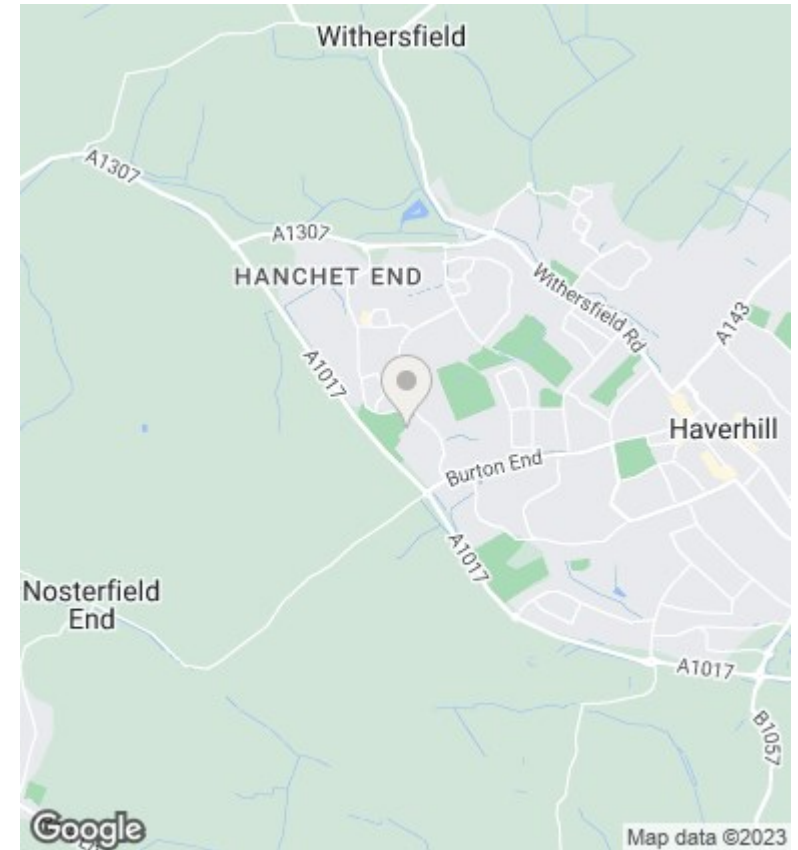 Withersfield
A1307
A1307
HANCHET END
Withersfield Rd
A143
A1017
Haverhill
Burton End
A1017
Nosterfield
End
A1017
B1057
Google
Map data ©2023